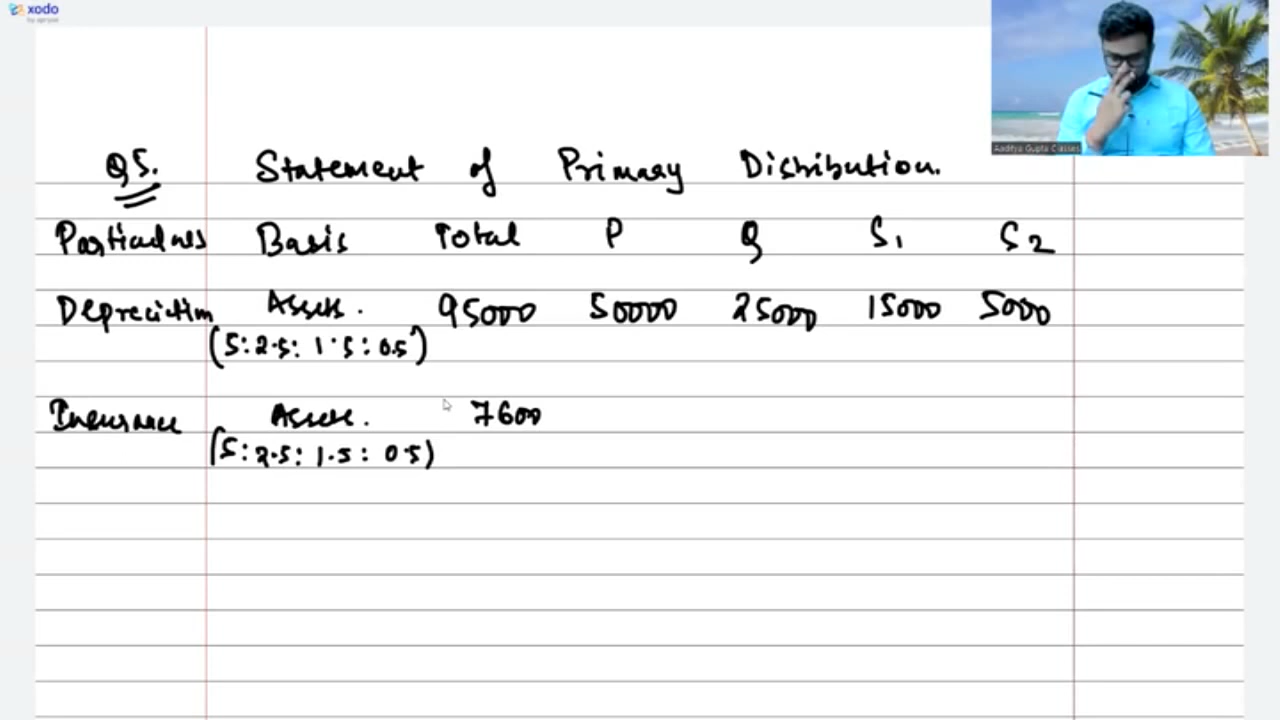 xodo
by apryse
Aaditya Gupta Classes
Q5. Statement of Primary Distribution.
Particulars Basis Total P Q S1 S2
Depreciation Assets. 95000 50000 25000 15000 5000
(5:2.5: 1.5: 0.5)
Insurance Assets. 7600
(5:2.5: 1.5: 0.5)